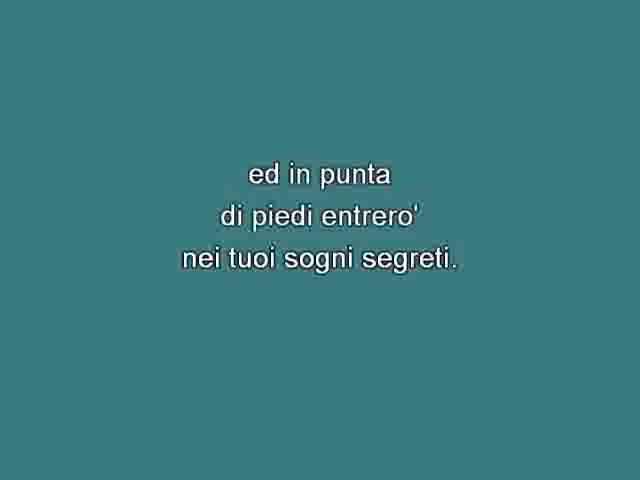 ed in punta
di piedi entrero'
nei tuoi sogni segreti.